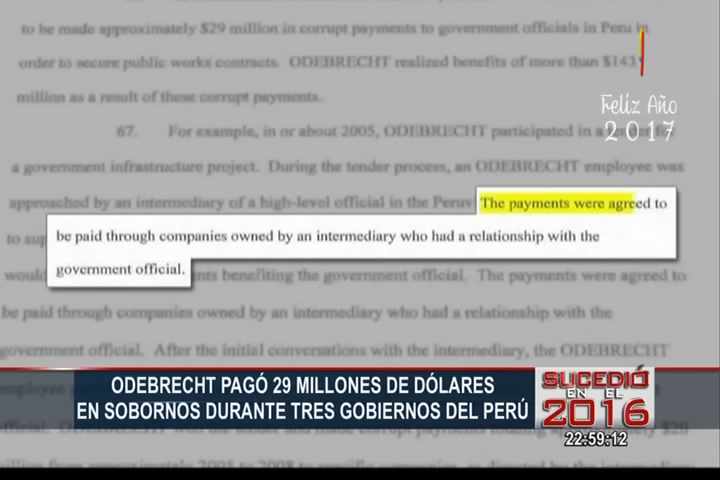 to be made approximately $29 million in corrupt payments to government officials in Peru in
order to secure public works contracts. ODEBRECHT realized benefits of more than $143
million as a result of these corrupt payments.
Feliz Año
2017
67. For example, in or about 2005, ODEBRECHT participated in a
a government infrastructure project. During the tender process, an ODEBRECHT employee was
approached by an intermediary of a high-level official in the Peruv
The payments were agreed to
be paid through companies owned by an intermediary who had a relationship with the
government official.
to sup
would
nts benefiting the government official. The payments were agreed to
be paid through companies owned by an intermediary who had a relationship with the
government official. After the initial conversations with the intermediary, the ODEBRECHT
ODEBRECHT PAGÓ 29 MILLONES DE DÓLARES
EN SOBORNOS DURANTE TRES GOBIERNOS DEL PERÚ
SUCEDIÓ
EN EL
2016
22:59:12